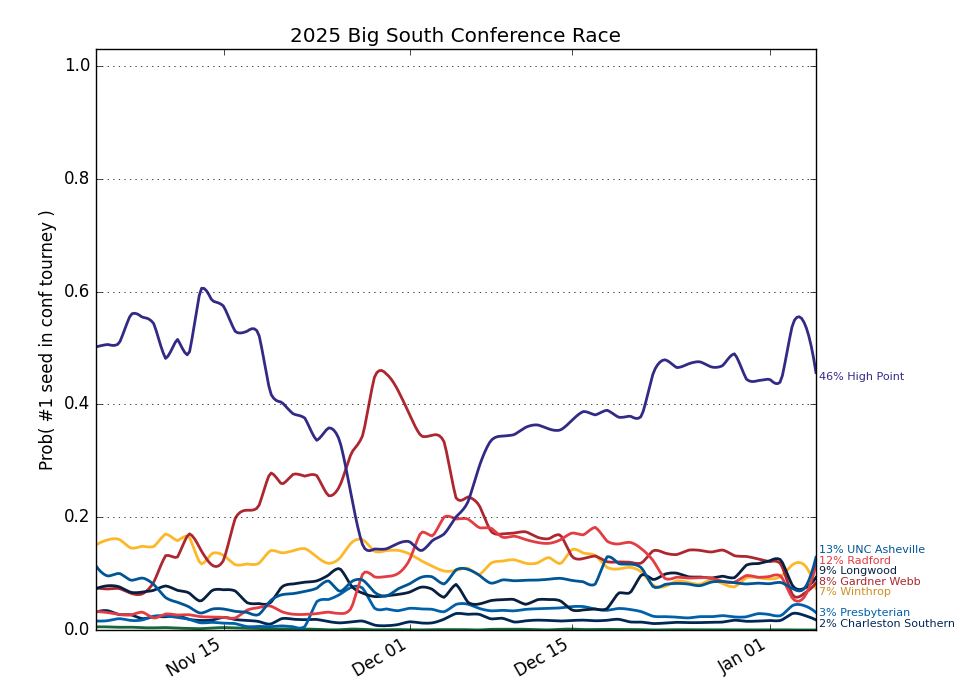 2025 Big South Conference Race
Prob( #1 seed in conf tourney )
1.0
0.8
0.6
0.4
0.2
0.0
Nov 15
Dec 01
Dec 15
Jan 01
46% High Point
13% UNC Asheville
12% Radford
9% Longwood
8% Gardner Webb
7% Winthrop
3% Presbyterian
2% Charleston Southern